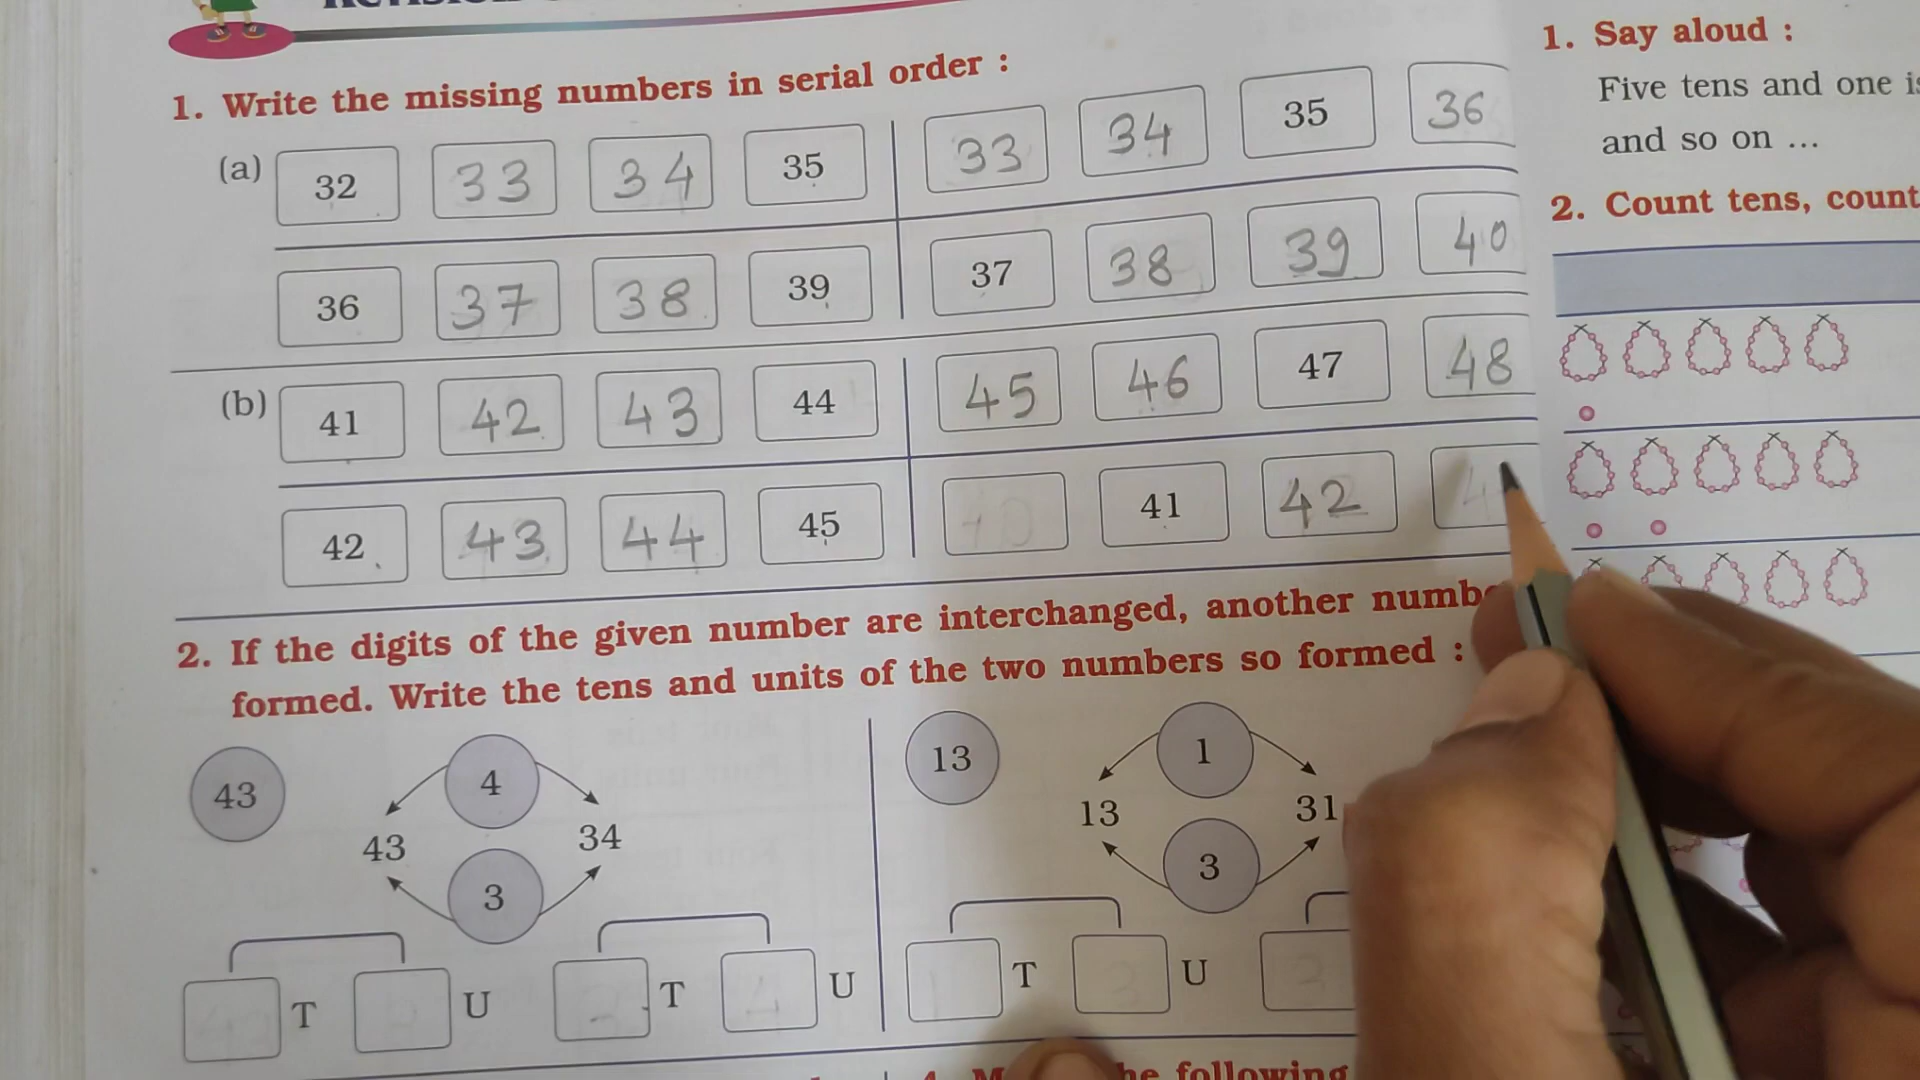 1. Write the missing numbers in serial order :
(a) 32 33 34 35 33 34 35 36
36 37 38 39 37 38 39 40
(b) 41 42 43 44 45 46 47 48
42 43 44 45 40 41 42
2. If the digits of the given number are interchanged, another
formed. Write the tens and units of the two numbers so formed :
43 4 43 34 3
13 1 13 31 3
T U T U T U
the following
1. Say aloud :
Five tens and one is
and so on ...
2. Count tens, count